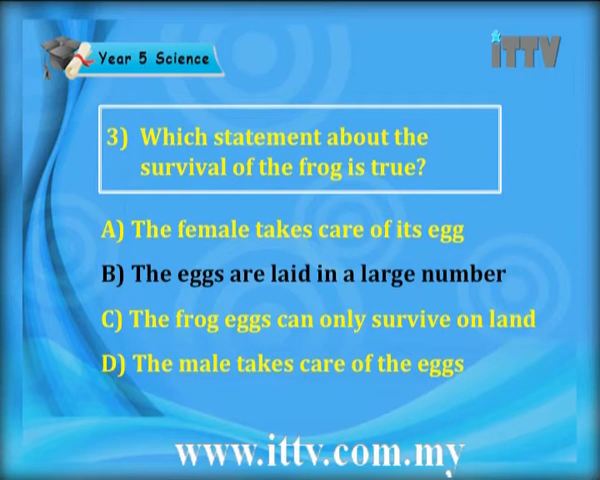 Year 5 Science
iTTV
3) Which statement about the
survival of the frog is true?
A) The female takes care of its egg
B) The eggs are laid in a large number
C) The frog eggs can only survive on land
D) The male takes care of the eggs
www.ittv.com.my